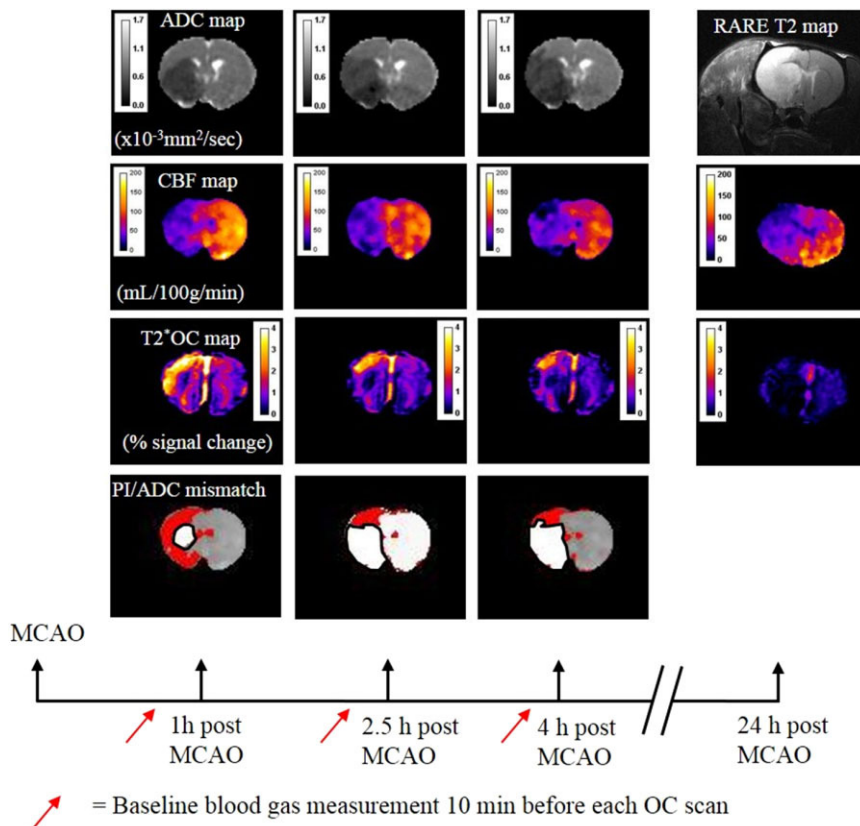 ADC map
1.7
1.0
0.6
0.0
1.7
1.0
0.6
0.0
1.7
1.0
0.6
0.0
(x10⁻³mm²/sec)
RARE T2 map
CBF map
200
150
100
50
0
200
150
100
50
0
200
150
100
50
0
200
150
100
50
0
(mL/100g/min)
T2*OC map
4
3
2
1
0
4
3
2
1
0
4
3
2
1
0
4
3
2
1
0
(% signal change)
PI/ADC mismatch
MCAO
1h post
MCAO
2.5 h post
MCAO
4 h post
MCAO
24 h post
MCAO
= Baseline blood gas measurement 10 min before each OC scan